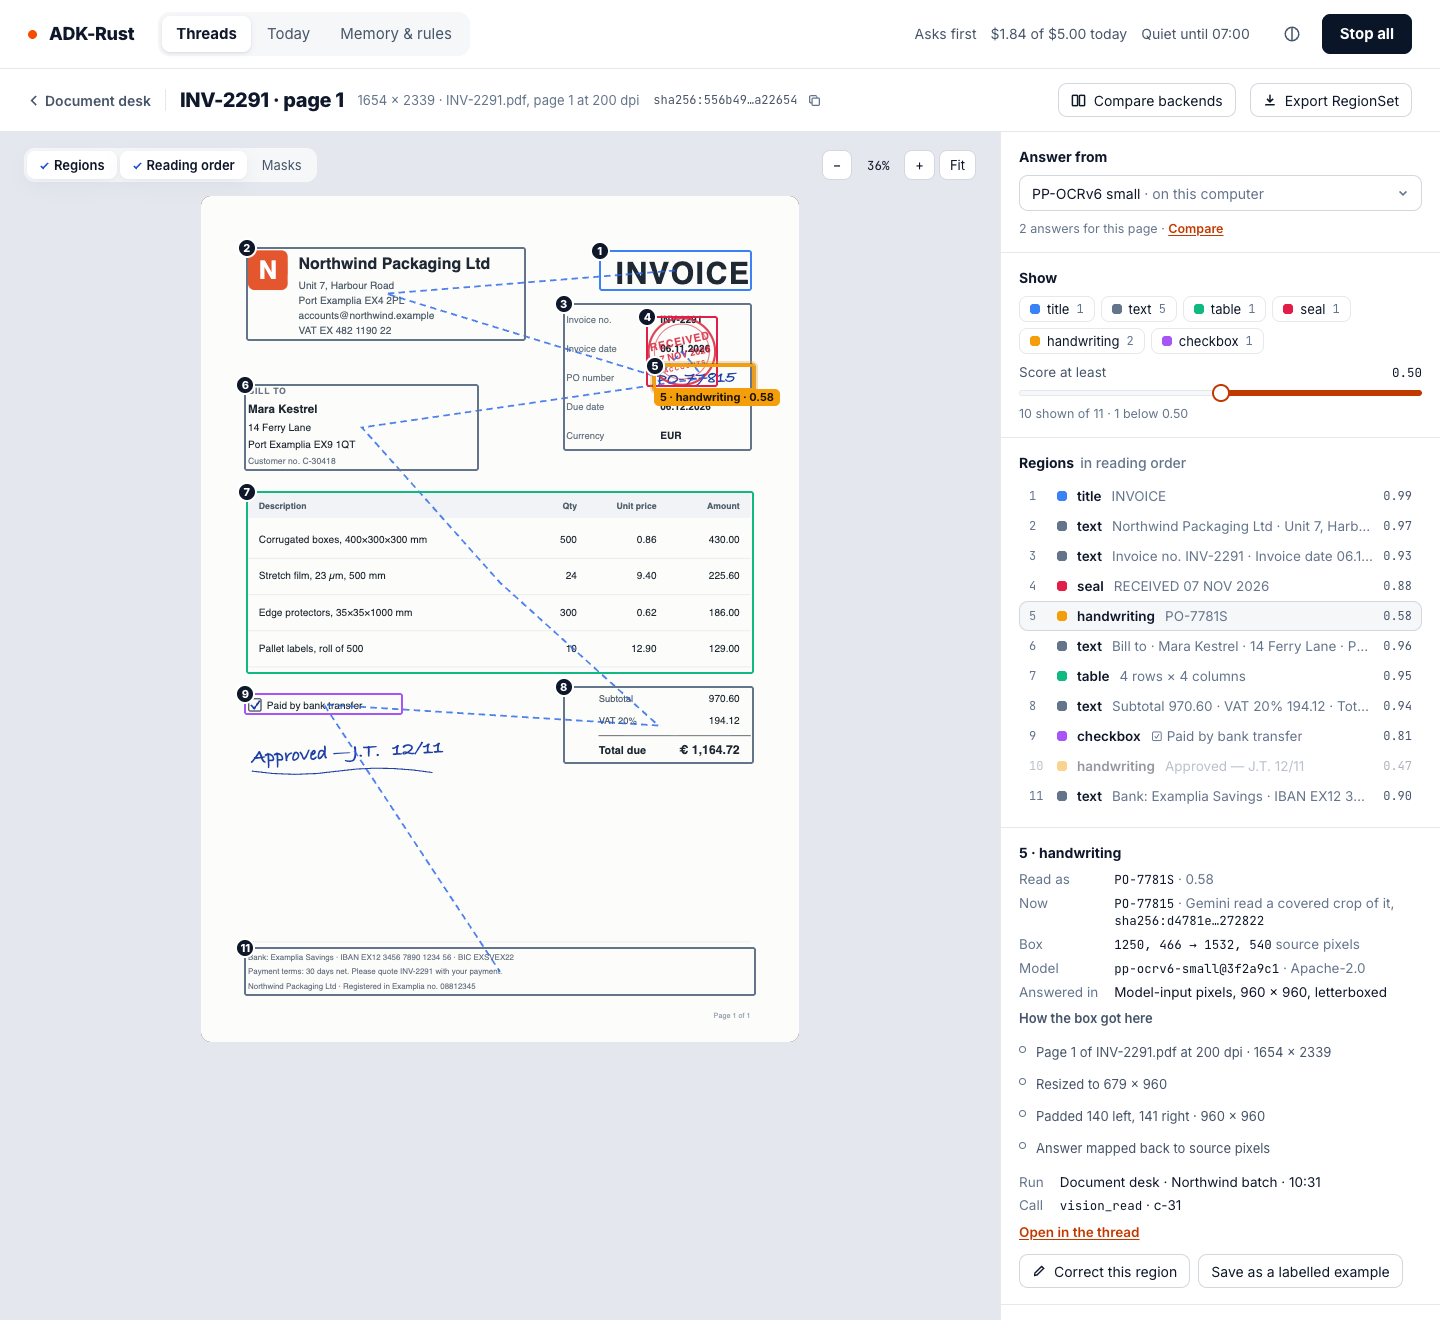 ADK-Rust
Threads
Today
Memory & rules
Asks first
$1.84 of $5.00 today
Quiet until 07:00
Stop all
Document desk
INV-2291 · page 1
1654 × 2339 · INV-2291.pdf, page 1 at 200 dpi
sha256:556b49…a22654
Compare backends
Export RegionSet
Regions
Reading order
Masks
−
36%
+
Fit
1
INVOICE
2
N
Northwind Packaging Ltd
Unit 7, Harbour Road
Port Examplia EX4 2PL
accounts@northwind.example
VAT EX 482 1190 22
3
Invoice no.
INV-2291
Invoice date
06.11.2026
PO number
PO-77815
Due date
06.12.2026
Currency
EUR
4
RECEIVED
5
5 · handwriting · 0.58
6
BILL TO
Mara Kestrel
14 Ferry Lane
Port Examplia EX9 1QT
Customer no. C-30418
7
Description Qty Unit price Amount
Corrugated boxes, 400×300×300 mm 500 0.86 430.00
Stretch film, 23 µm, 500 mm 24 9.40 225.60
Edge protectors, 35×35×1000 mm 300 0.62 186.00
Pallet labels, roll of 500 10 12.90 129.00
8
Subtotal 970.60
VAT 20% 194.12
Total due € 1,164.72
9
Paid by bank transfer
Approved — J.T. 12/11
11
Bank: Examplia Savings · IBAN EX12 3456 7890 1234 56 · BIC EXSVEX22
Payment terms: 30 days net. Please quote INV-2291 with your payment.
Northwind Packaging Ltd · Registered in Examplia no. 08812345
Page 1 of 1
Answer from
PP-OCRv6 small · on this computer
2 answers for this page · Compare
Show
title 1
text 5
table 1
seal 1
handwriting 2
checkbox 1
Score at least 0.50
10 shown of 11 · 1 below 0.50
Regions in reading order
1 title INVOICE 0.99
2 text Northwind Packaging Ltd · Unit 7, Harb… 0.97
3 text Invoice no. INV-2291 · Invoice date 06.1… 0.93
4 seal RECEIVED 07 NOV 2026 0.88
5 handwriting PO-7781S 0.58
6 text Bill to · Mara Kestrel · 14 Ferry Lane · P… 0.96
7 table 4 rows × 4 columns 0.95
8 text Subtotal 970.60 · VAT 20% 194.12 · Tot… 0.94
9 checkbox ☑ Paid by bank transfer 0.81
10 handwriting Approved — J.T. 12/11 0.47
11 text Bank: Examplia Savings · IBAN EX12 3… 0.90
5 · handwriting
Read as PO-7781S · 0.58
Now PO-77815 · Gemini read a covered crop of it,
sha256:d4781e…272822
Box 1250, 466 → 1532, 540 source pixels
Model pp-ocrv6-small@3f2a9c1 · Apache-2.0
Answered in Model-input pixels, 960 × 960, letterboxed
How the box got here
Page 1 of INV-2291.pdf at 200 dpi · 1654 × 2339
Resized to 679 × 960
Padded 140 left, 141 right · 960 × 960
Answer mapped back to source pixels
Run Document desk · Northwind batch · 10:31
Call vision_read · c-31
Open in the thread
Correct this region
Save as a labelled example